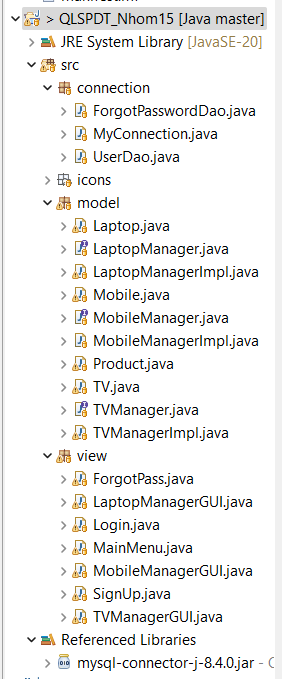 > QLSPDT_Nhom15 [Java master]
JRE System Library [JavaSE-20]
src
connection
ForgotPasswordDao.java
MyConnection.java
UserDao.java
icons
model
Laptop.java
LaptopManager.java
LaptopManagerImpl.java
Mobile.java
MobileManager.java
MobileManagerImpl.java
Product.java
TV.java
TVManager.java
TVManagerImpl.java
view
ForgotPass.java
LaptopManagerGUI.java
Login.java
MainMenu.java
MobileManagerGUI.java
SignUp.java
TVManagerGUI.java
Referenced Libraries
mysql-connector-j-8.4.0.jar -